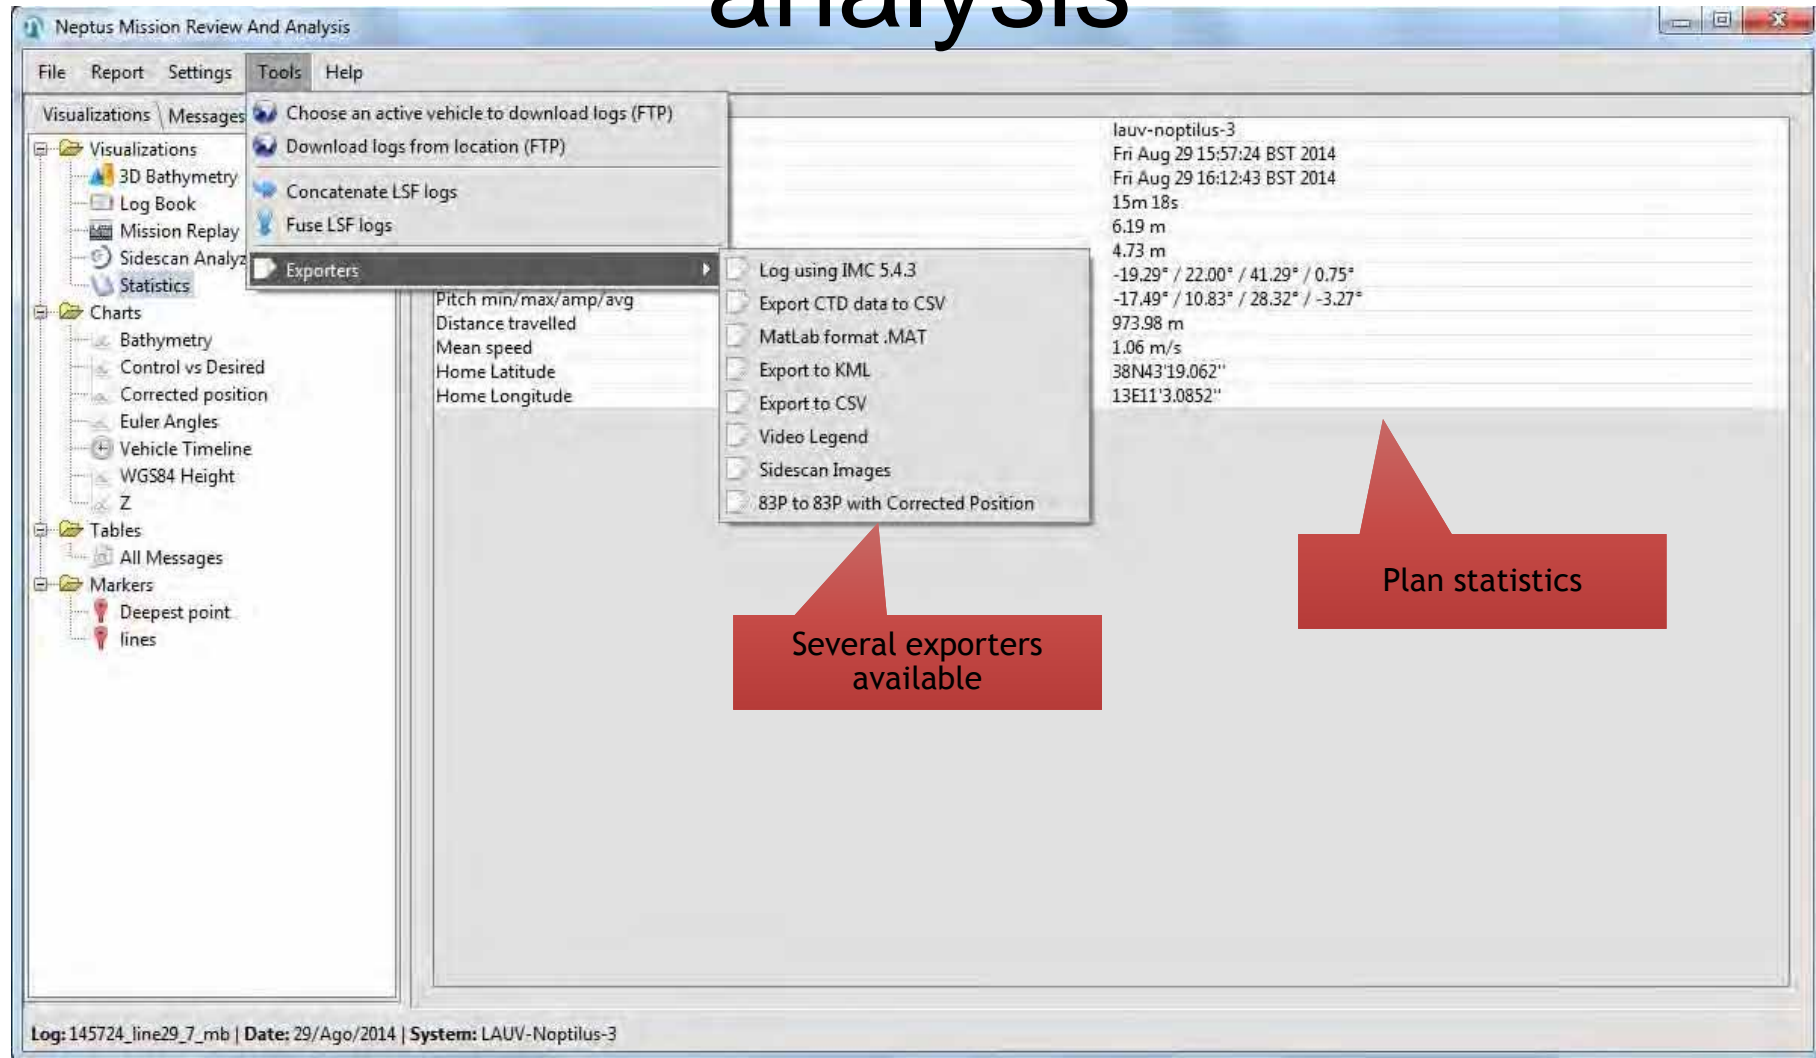 analysis
Neptus Mission Review And Analysis
File Report Settings Tools Help
Visualizations Messages
Visualizations
3D Bathymetry
Log Book
Mission Replay
Sidescan Analyz
Statistics
Charts
Bathymetry
Control vs Desired
Corrected position
Euler Angles
Vehicle Timeline
WGS84 Height
Z
Tables
All Messages
Markers
Deepest point
lines
Choose an active vehicle to download logs (FTP)
Download logs from location (FTP)
Concatenate LSF logs
Fuse LSF logs
Exporters
Log using IMC 5.4.3
Export CTD data to CSV
MatLab format .MAT
Export to KML
Export to CSV
Video Legend
Sidescan Images
83P to 83P with Corrected Position
lauv-noptilus-3
Fri Aug 29 15:57:24 BST 2014
Fri Aug 29 16:12:43 BST 2014
15m 18s
6.19 m
4.73 m
-19.29° / 22.00° / 41.29° / 0.75°
Pitch min/max/amp/avg -17.49° / 10.83° / 28.32° / -3.27°
Distance travelled 973.98 m
Mean speed 1.06 m/s
Home Latitude 38N43'19.062''
Home Longitude 13E11'3.0852''
Plan statistics
Several exporters
available
Log: 145724_line29_7_mb | Date: 29/Ago/2014 | System: LAUV-Noptilus-3